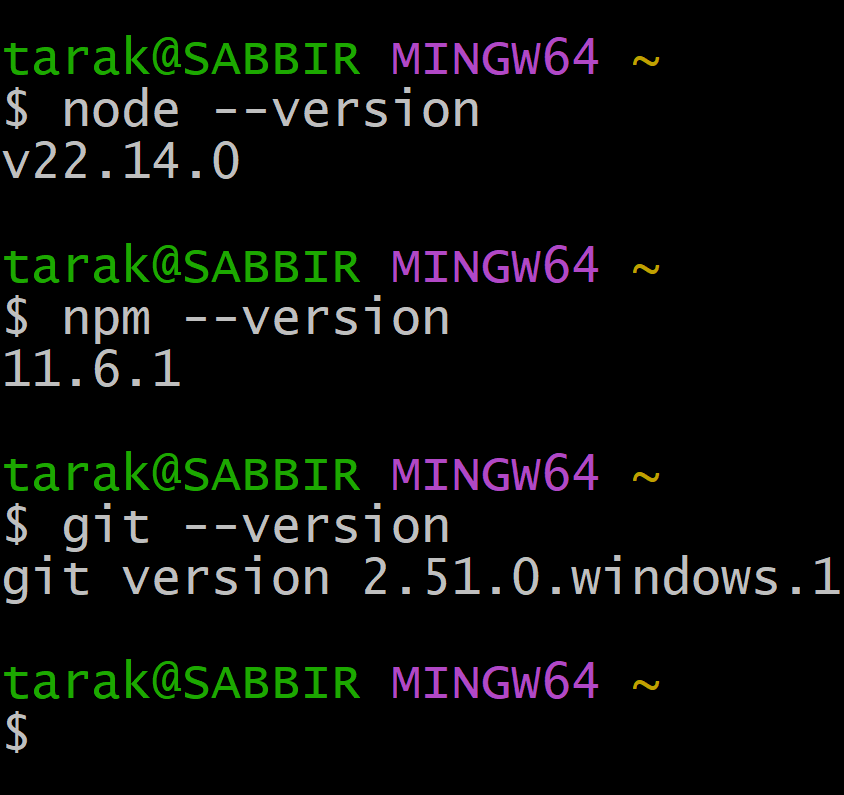 tarak@SABBIR MINGW64 ~
$ node --version
v22.14.0
tarak@SABBIR MINGW64 ~
$ npm --version
11.6.1
tarak@SABBIR MINGW64 ~
$ git --version
git version 2.51.0.windows.1
tarak@SABBIR MINGW64 ~
$